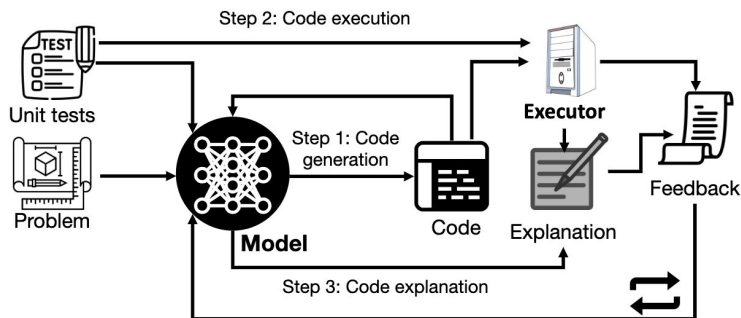 Step 2: Code execution
TEST
Unit tests
Executor
Step 1: Code
generation
Problem
Model
Code
Explanation
Feedback
Step 3: Code explanation